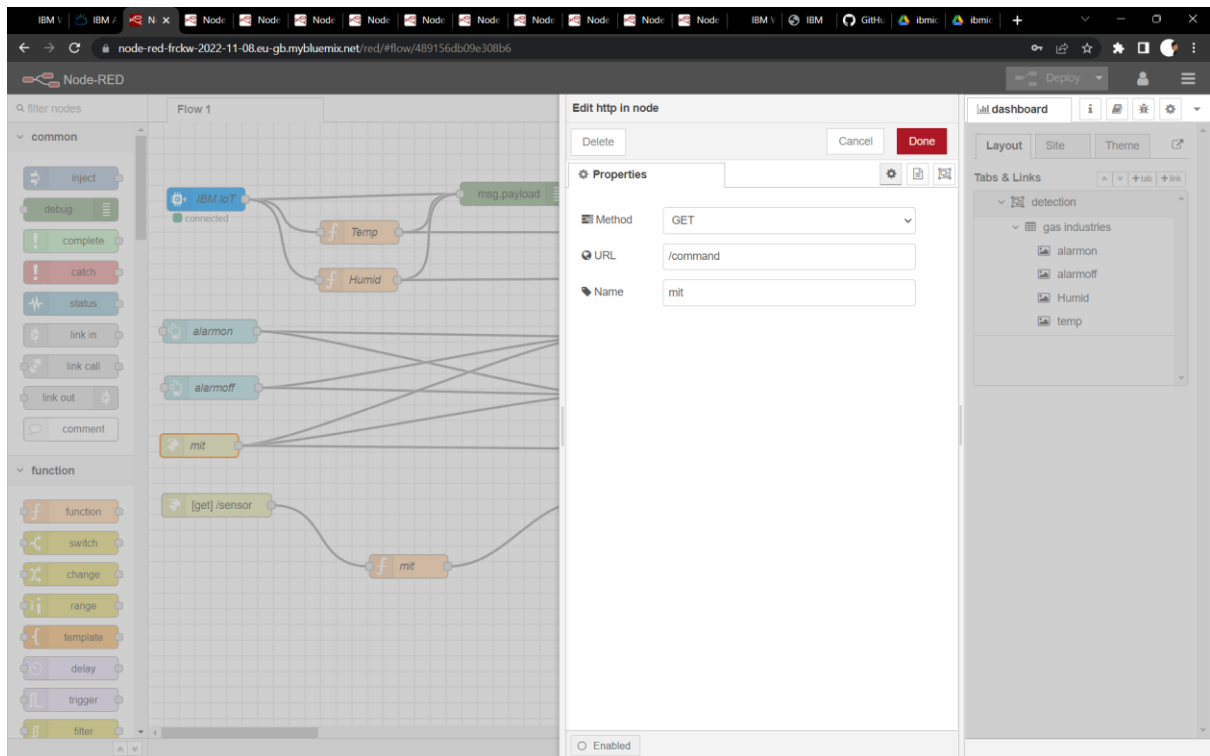 IBM \ IBM / N Node Node Node Node Node Node Node Node Node Node IBM \ IBM GitHu ibmic ibmic
node-red-frckw-2022-11-08.eu-gb.mybluemix.net/red/#flow/489156db09e308b6
Node-RED
Deploy
filter nodes
Flow 1
Edit http in node
dashboard
common
Delete
Cancel
Done
Layout
Site
Theme
Properties
Tabs & Links
tab
link
inject
debug
complete
catch
status
link in
link call
link out
comment
function
function
switch
change
range
template
delay
trigger
filter
IBM IoT
connected
msg.payload
Temp
Humid
alarmon
alarmoff
mit
[get] /sensor
mit
Method
GET
URL
/command
Name
mit
Enabled
detection
gas industries
alarmon
alarmoff
Humid
temp